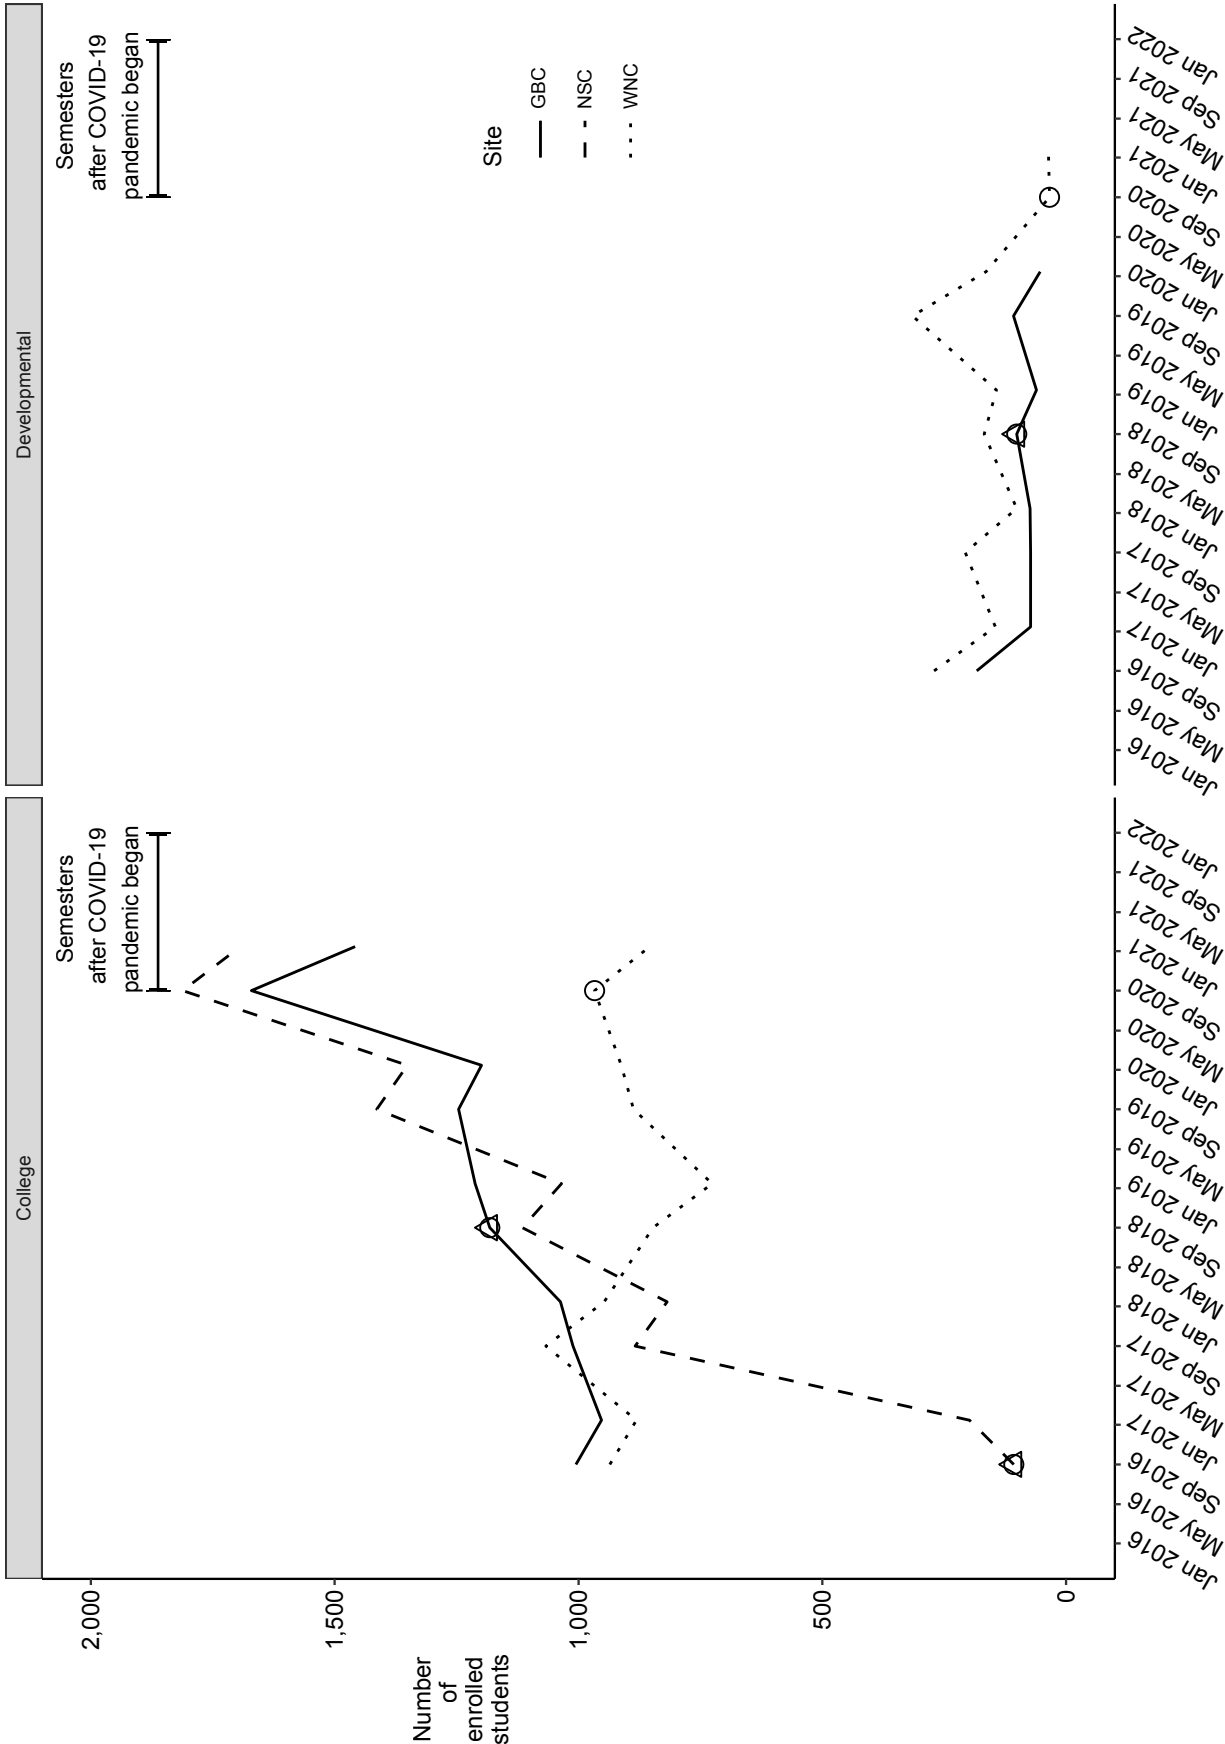 College
Developmental
Semesters
after COVID-19
pandemic began
Semesters
after COVID-19
pandemic began
Number
of
enrolled
students
2,000
1,500
1,000
500
0
Site
GBC
NSC
WNC
Jan 2016
May 2016
Sep 2016
Jan 2017
May 2017
Sep 2017
Jan 2018
May 2018
Sep 2018
Jan 2019
May 2019
Sep 2019
Jan 2020
May 2020
Sep 2020
Jan 2021
May 2021
Sep 2021
Jan 2022
Jan 2016
May 2016
Sep 2016
Jan 2017
May 2017
Sep 2017
Jan 2018
May 2018
Sep 2018
Jan 2019
May 2019
Sep 2019
Jan 2020
May 2020
Sep 2020
Jan 2021
May 2021
Sep 2021
Jan 2022